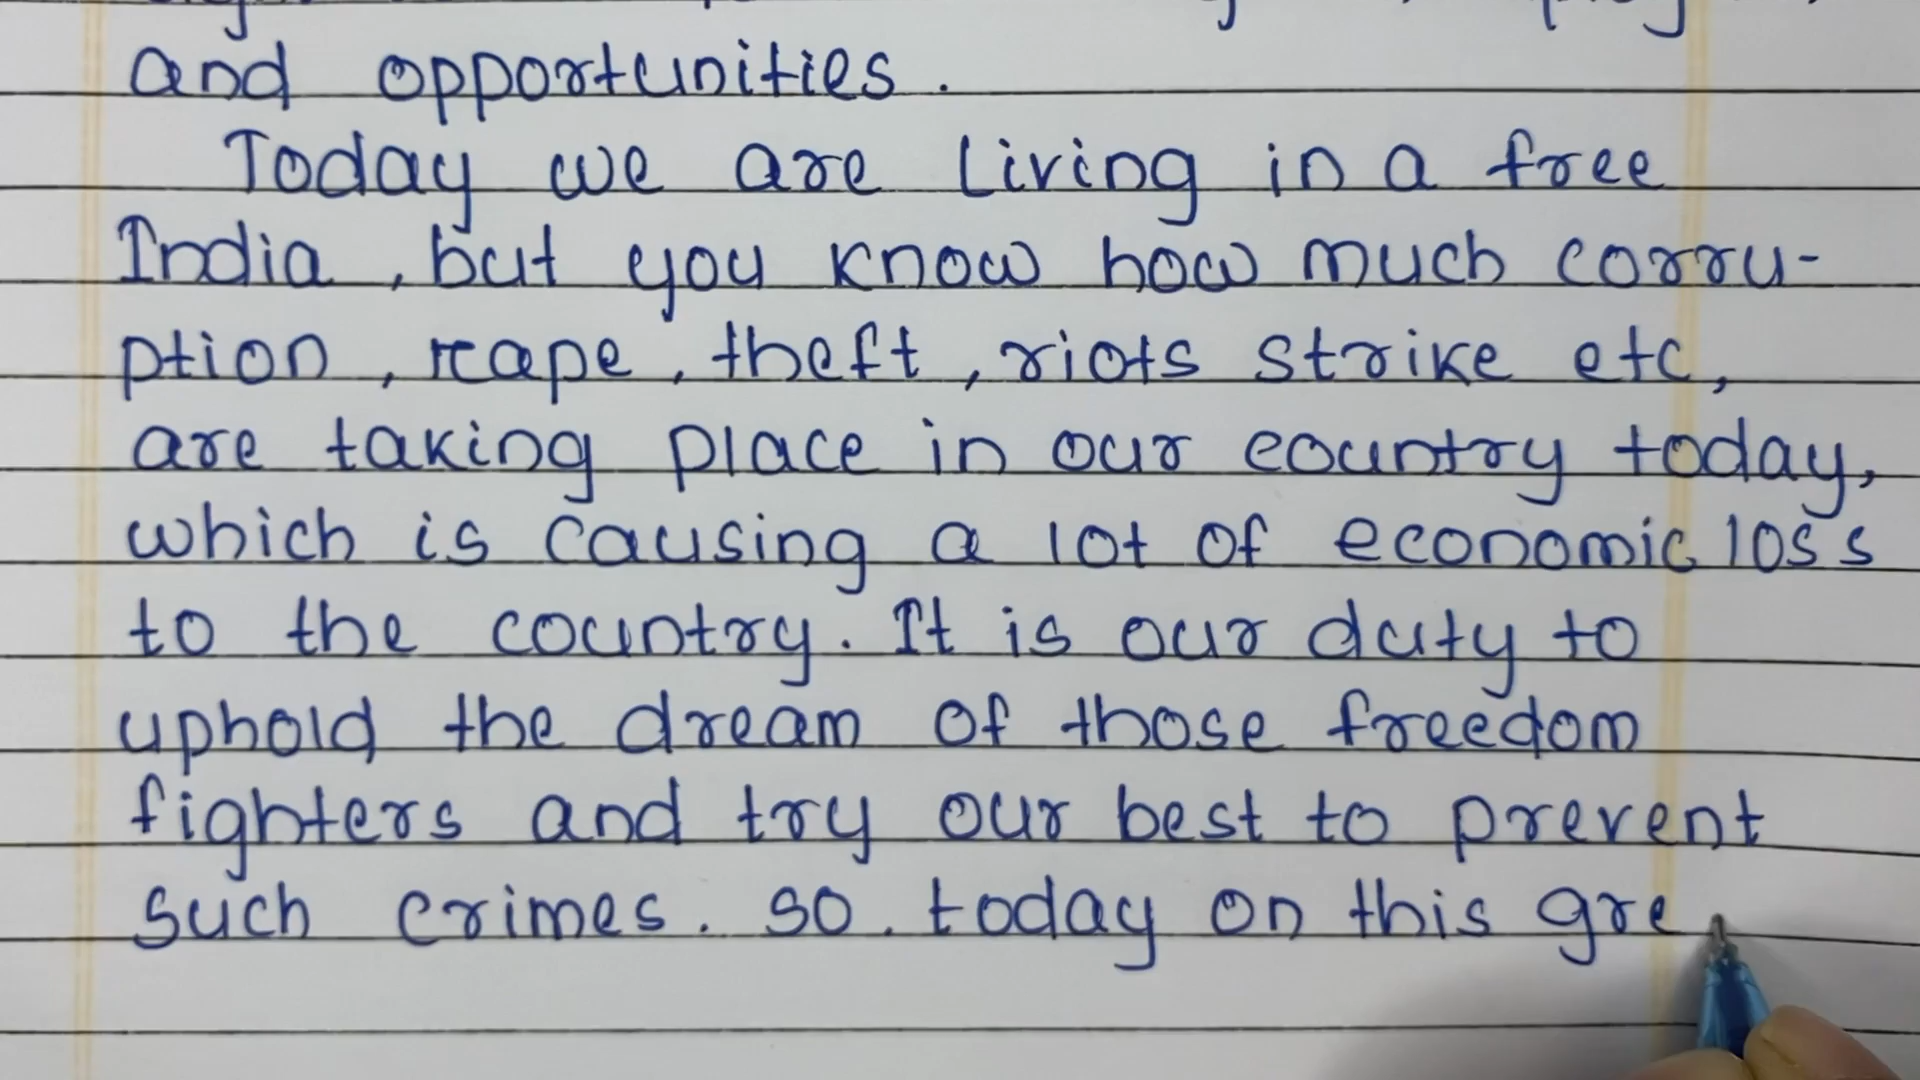 and opportunities.
Today we are Living in a free
India, but you know how much corru-
ption, rape, theft, riots strike etc,
are taking place in our country today,
which is causing a lot of economic loss
to the country. It is our duty to
uphold the dream of those freedom
fighters and try our best to prevent
such crimes. so. today on this gre